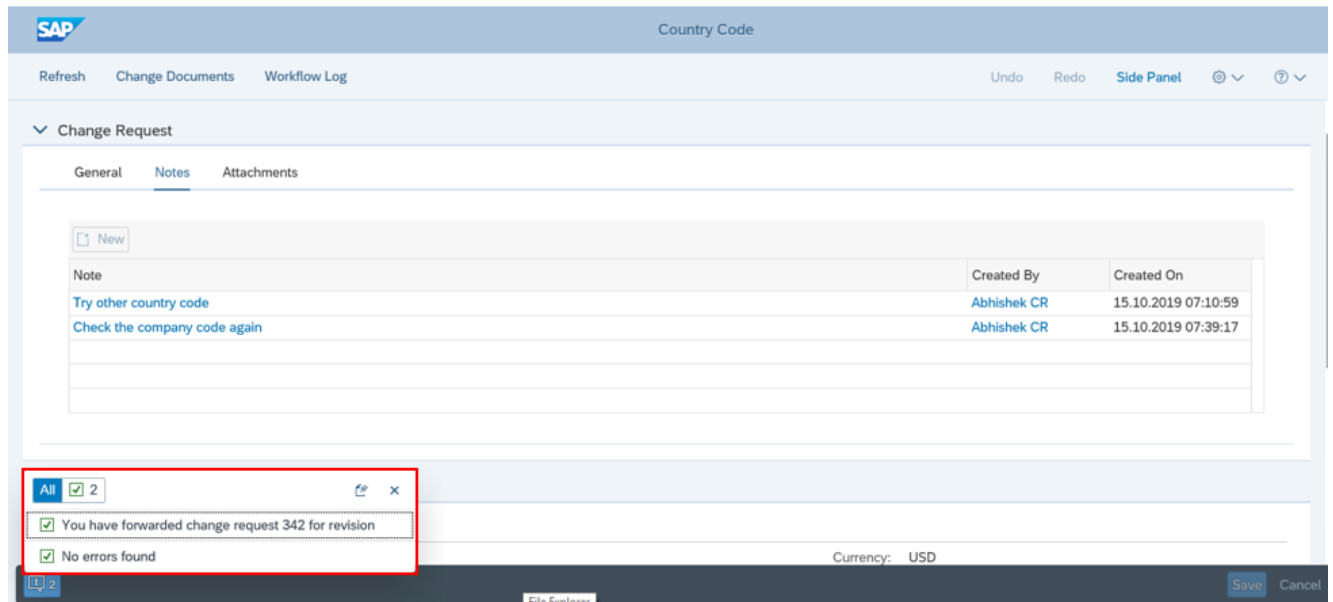 SAP
Country Code
Refresh Change Documents Workflow Log Undo Redo Side Panel
Change Request
General Notes Attachments
New
Note Created By Created On
Try other country code Abhishek CR 15.10.2019 07:10:59
Check the company code again Abhishek CR 15.10.2019 07:39:17
All 2
You have forwarded change request 342 for revision
No errors found
Currency: USD
2 Save Cancel
File Explorer